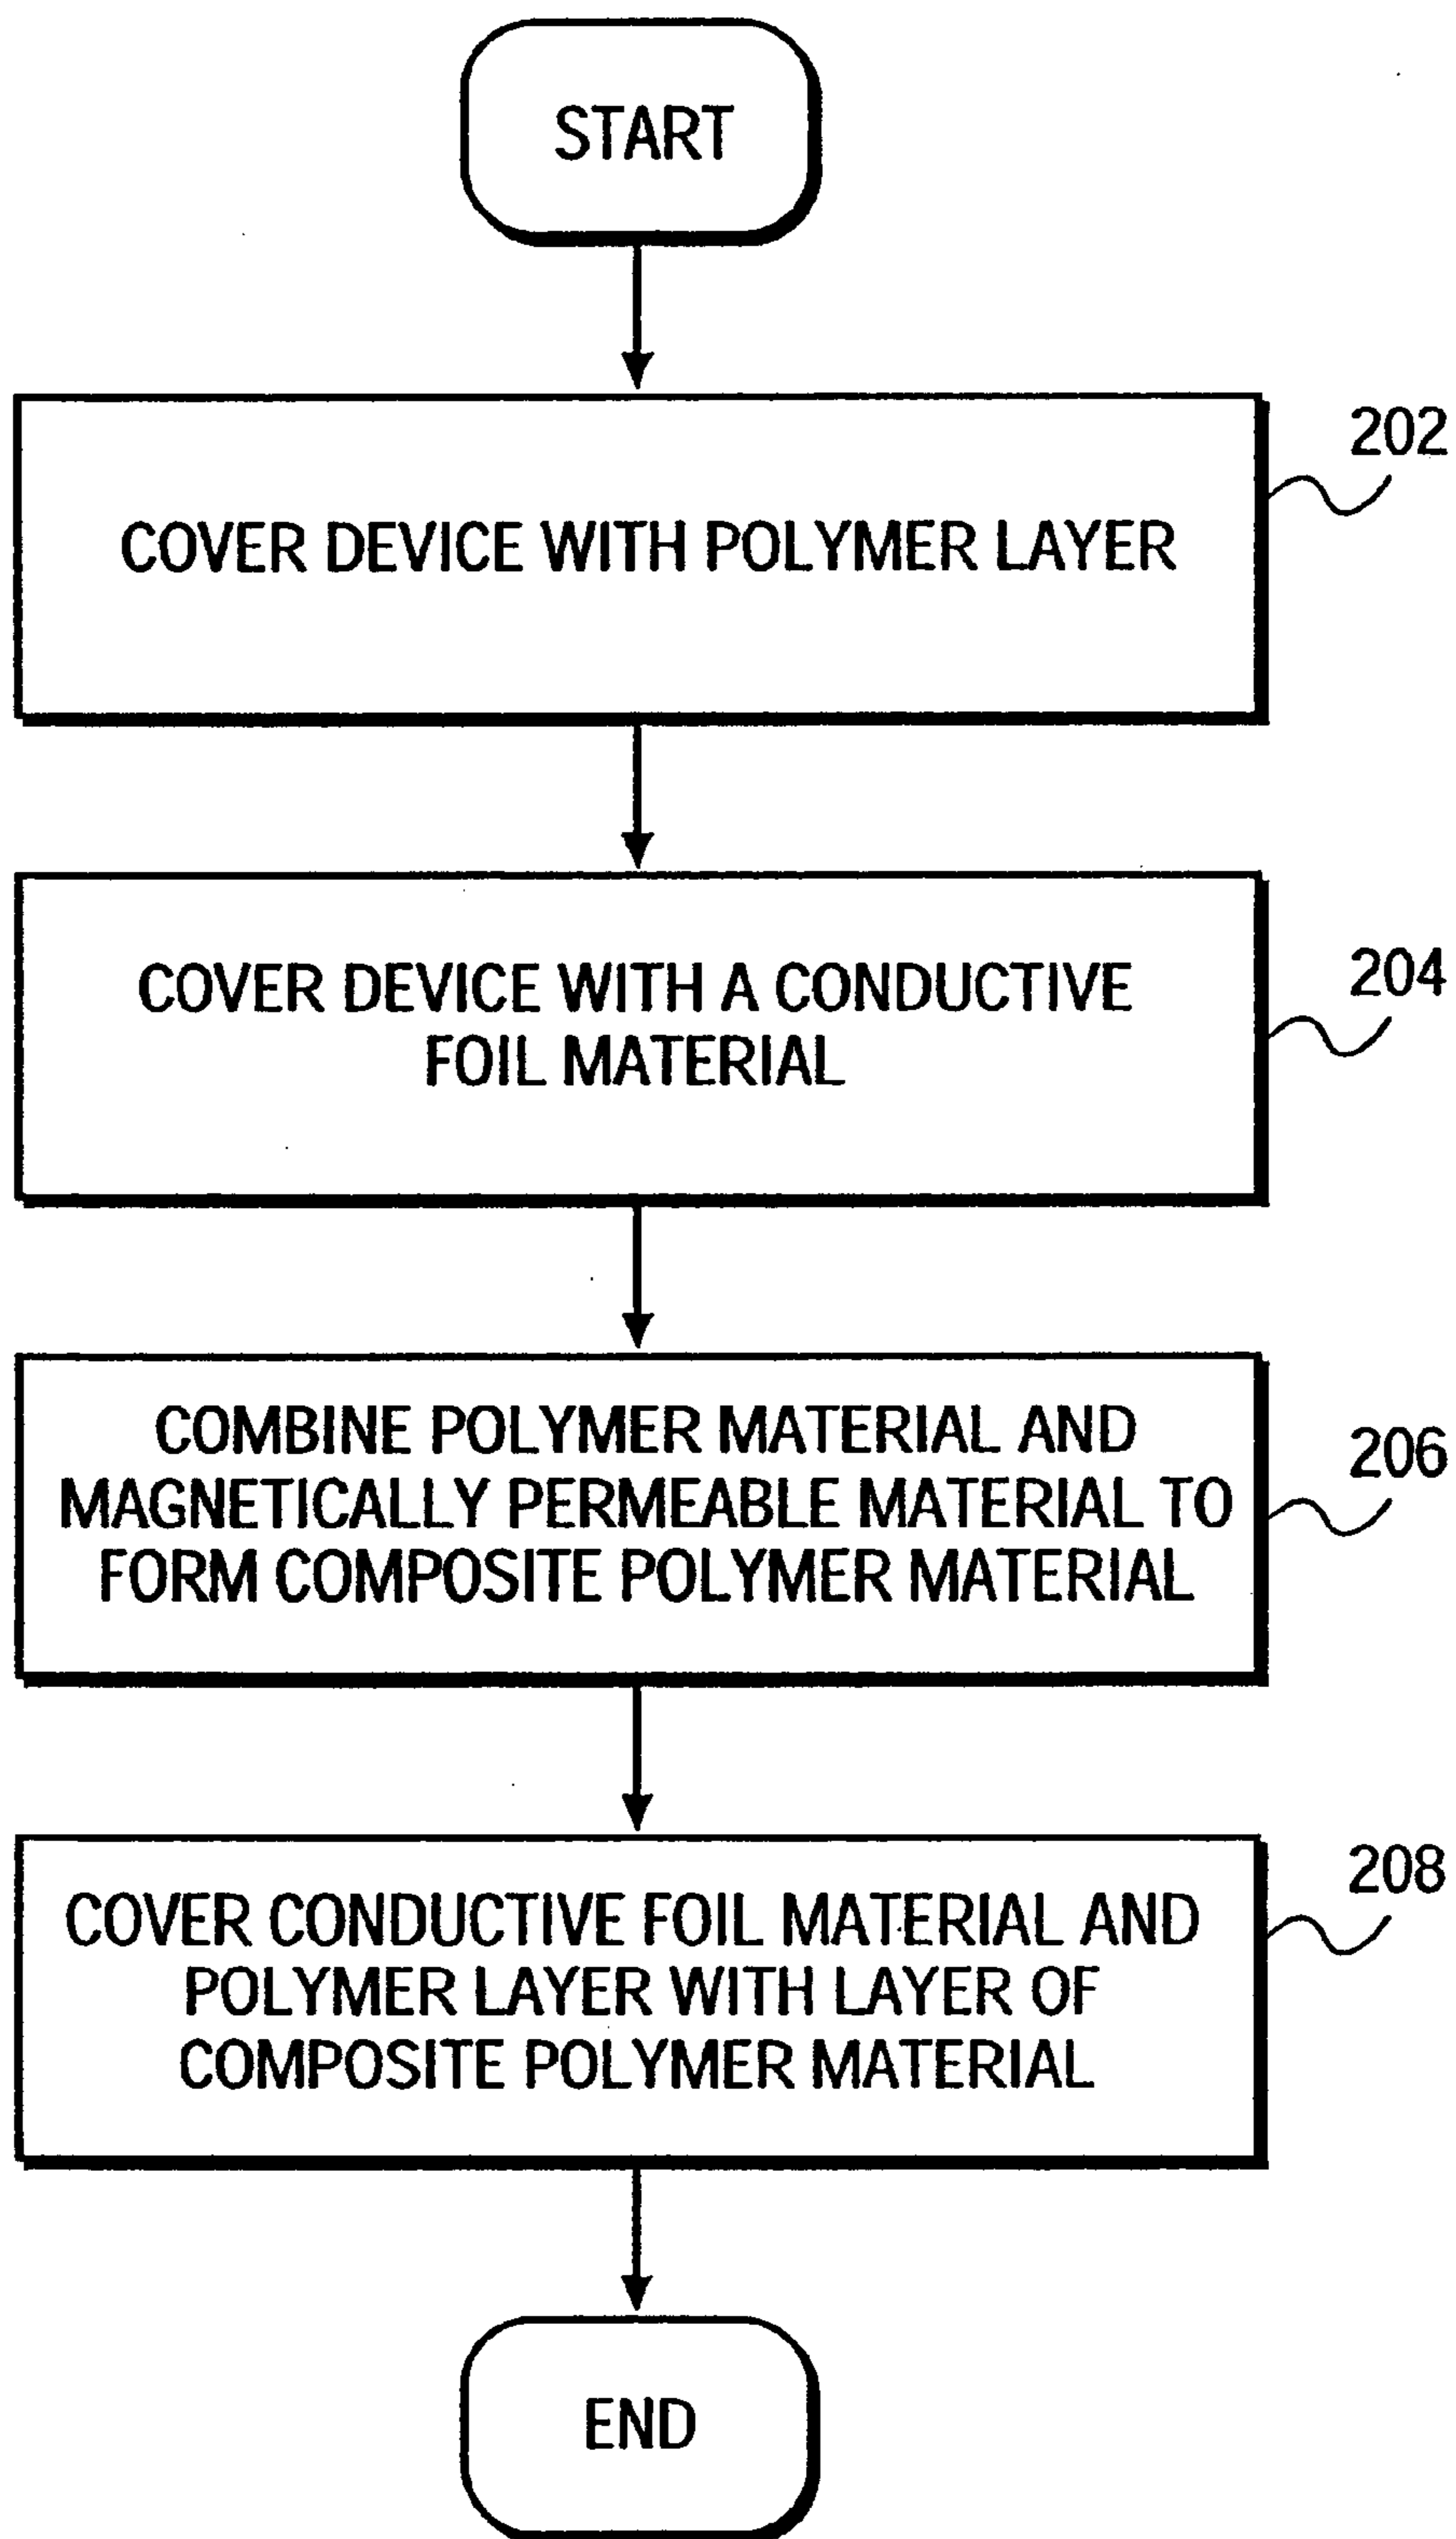 START
202
COVER DEVICE WITH POLYMER LAYER
204
COVER DEVICE WITH A CONDUCTIVE
FOIL MATERIAL
206
COMBINE POLYMER MATERIAL AND
MAGNETICALLY PERMEABLE MATERIAL TO
FORM COMPOSITE POLYMER MATERIAL
208
COVER CONDUCTIVE FOIL MATERIAL AND
POLYMER LAYER WITH LAYER OF
COMPOSITE POLYMER MATERIAL
END